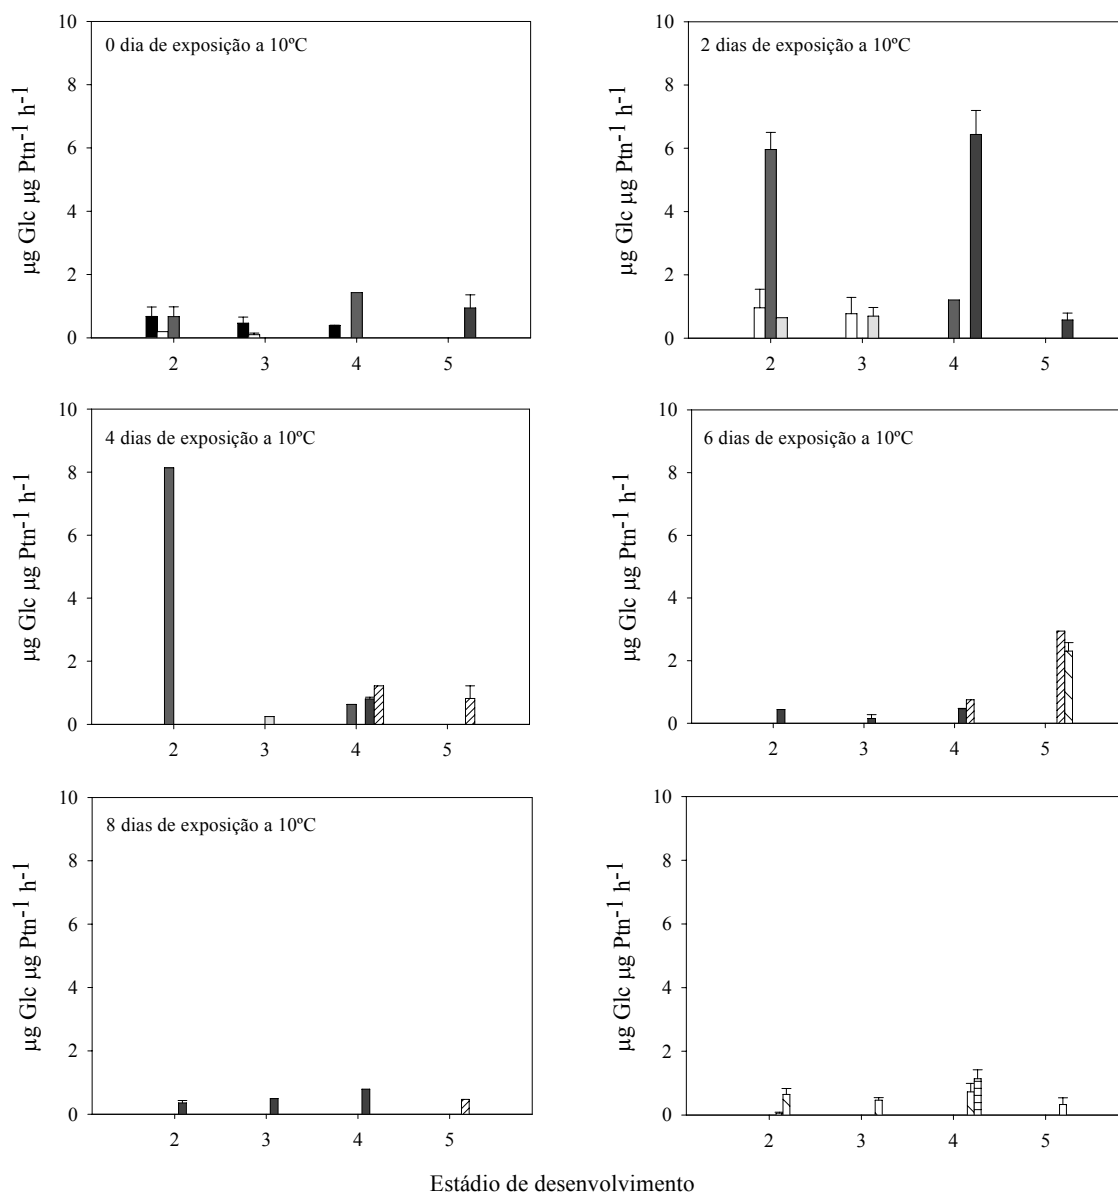 10
8
6
4
2
0
µg Glc µg Ptn-1 h-1
0 dia de exposição a 10ºC
2 3 4 5
10
8
6
4
2
0
µg Glc µg Ptn-1 h-1
2 dias de exposição a 10ºC
2 3 4 5
10
8
6
4
2
0
µg Glc µg Ptn-1 h-1
4 dias de exposição a 10ºC
2 3 4 5
10
8
6
4
2
0
µg Glc µg Ptn-1 h-1
6 dias de exposição a 10ºC
2 3 4 5
10
8
6
4
2
0
µg Glc µg Ptn-1 h-1
8 dias de exposição a 10ºC
2 3 4 5
10
8
6
4
2
0
µg Glc µg Ptn-1 h-1
2 3 4 5
Estádio de desenvolvimento